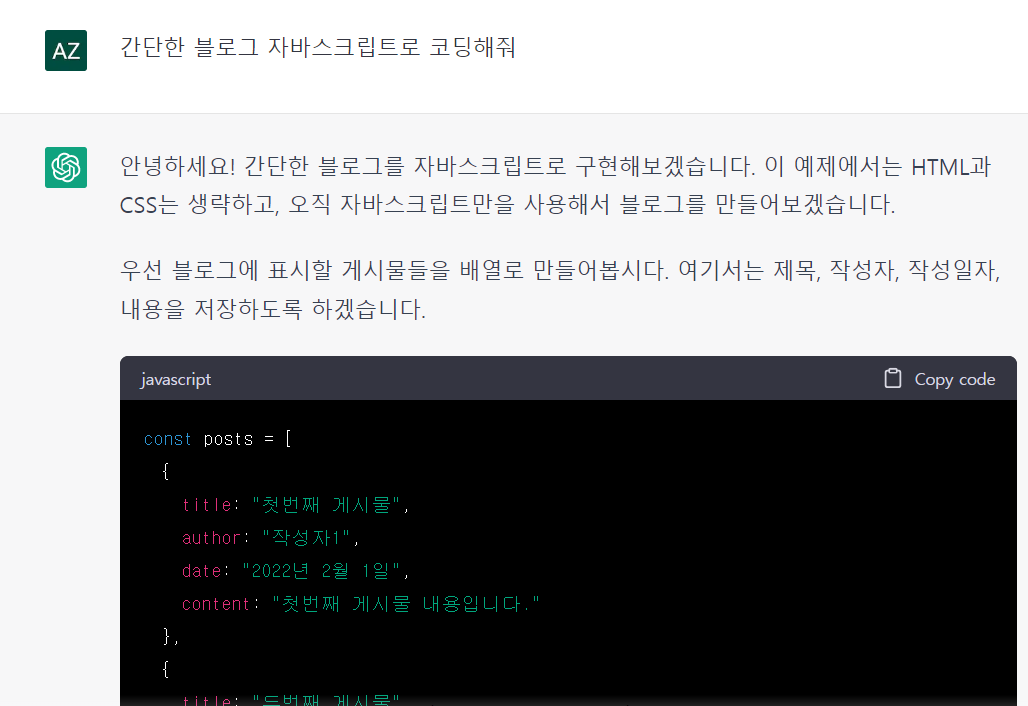 AZ
간단한 블로그 자바스크립트로 코딩해줘
안녕하세요! 간단한 블로그를 자바스크립트로 구현해보겠습니다. 이 예제에서는 HTML과
CSS는 생략하고, 오직 자바스크립트만을 사용해서 블로그를 만들어보겠습니다.
우선 블로그에 표시할 게시물들을 배열로 만들어봅시다. 여기서는 제목, 작성자, 작성일자,
내용을 저장하도록 하겠습니다.
javascript
Copy code
const posts = [
{
title: "첫번째 게시물",
author: "작성자1",
date: "2022년 2월 1일",
content: "첫번째 게시물 내용입니다."
},
{
title: "두번째 게시물"